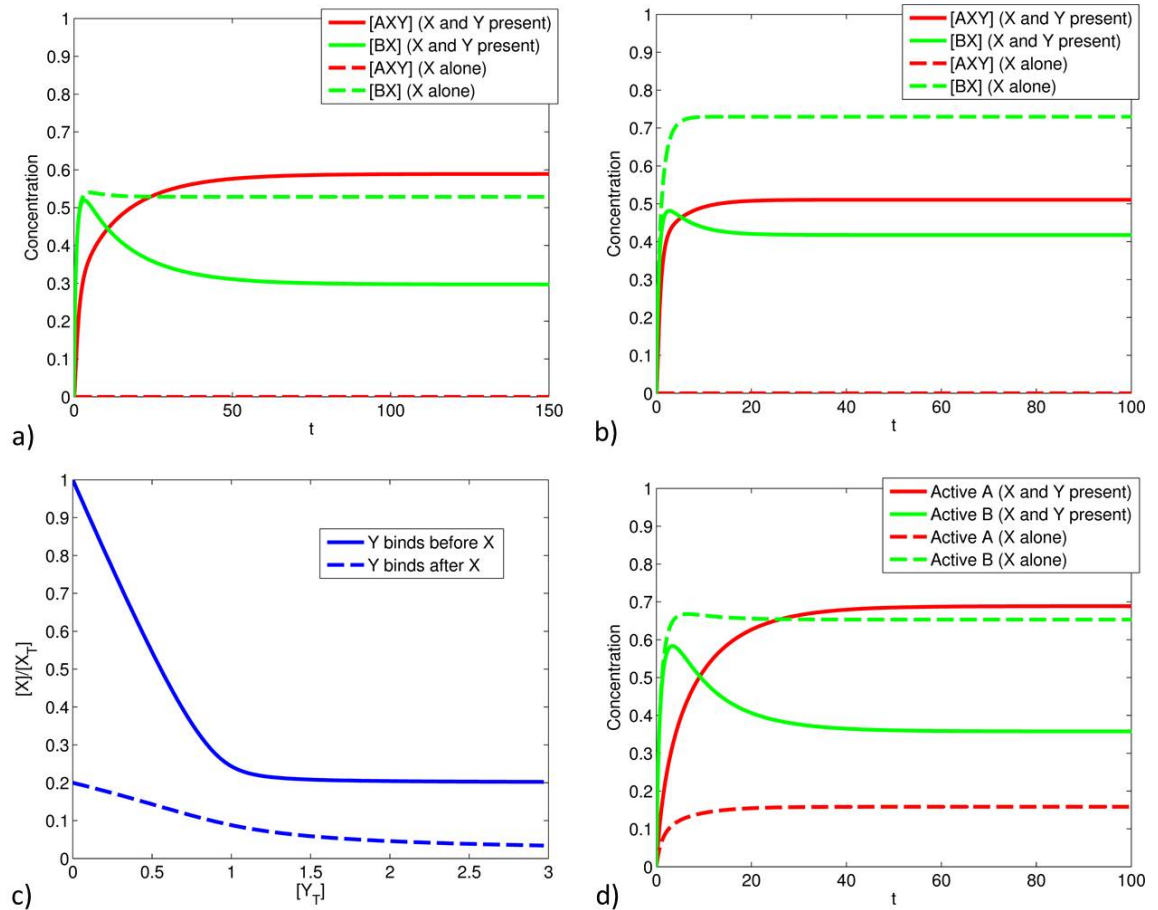 [AXY] (X and Y present)
[BX] (X and Y present)
[AXY] (X alone)
[BX] (X alone)
1
0.9
0.8
0.7
0.6
0.5
0.4
0.3
0.2
0.1
0
Concentration
0 50 100 150
t
a)
[AXY] (X and Y present)
[BX] (X and Y present)
[AXY] (X alone)
[BX] (X alone)
1
0.9
0.8
0.7
0.6
0.5
0.4
0.3
0.2
0.1
0
Concentration
0 20 40 60 80 100
t
b)
Y binds before X
Y binds after X
1
0.9
0.8
0.7
0.6
0.5
0.4
0.3
0.2
0.1
0
[X]/[X_T]
0 0.5 1 1.5 2 2.5 3
[Y_T]
c)
Active A (X and Y present)
Active B (X and Y present)
Active A (X alone)
Active B (X alone)
1
0.9
0.8
0.7
0.6
0.5
0.4
0.3
0.2
0.1
0
Concentration
0 20 40 60 80 100
t
d)